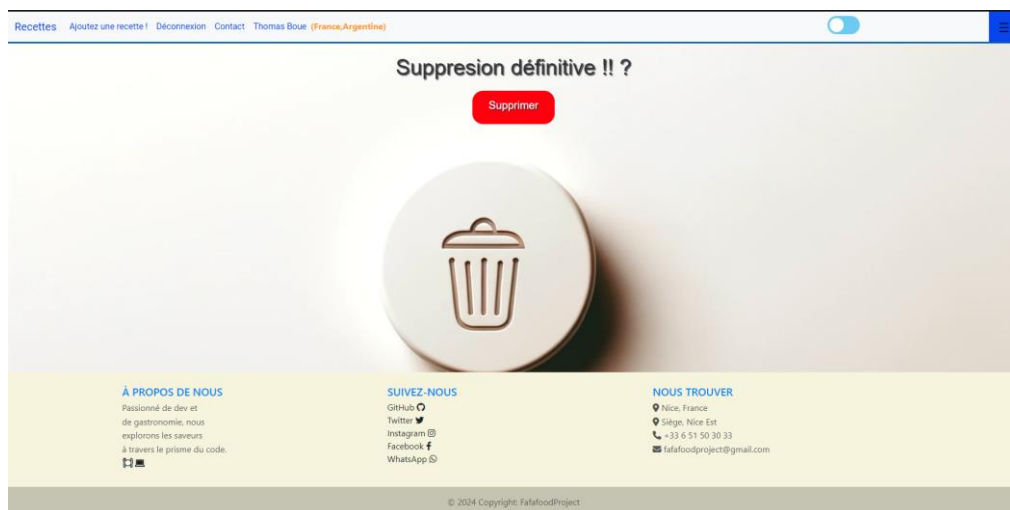 Recettes Ajoutez une recette ! Déconnexion Contact Thomas Boue (France,Argentine)
Suppresion définitive !! ?
Supprimer
À PROPOS DE NOUS
Passionné de dev et
de gastronomie, nous
explorons les saveurs
à travers le prisme du code.
SUIVEZ-NOUS
GitHub
Twitter
Instagram
Facebook
WhatsApp
NOUS TROUVER
Nice, France
Siège, Nice Est
+33 6 51 50 30 33
fafafoodproject@gmail.com
© 2024 Copyright: FafafoodProject